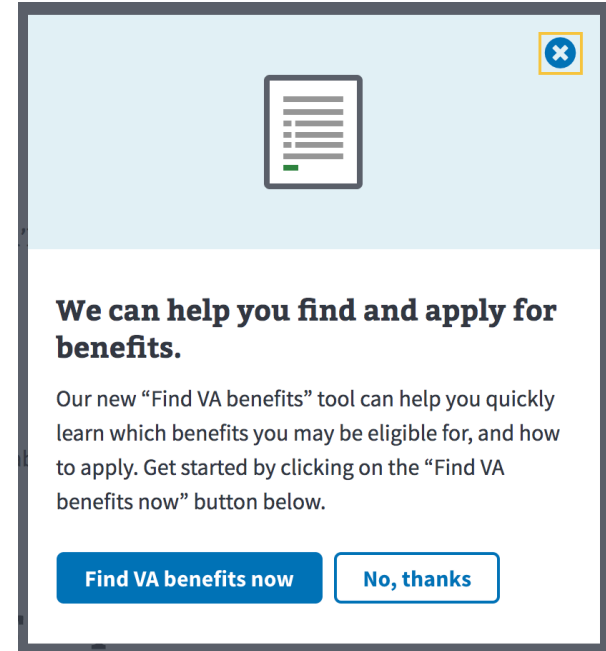 We can help you find and apply for
benefits.
Our new “Find VA benefits” tool can help you quickly
learn which benefits you may be eligible for, and how
to apply. Get started by clicking on the “Find VA
benefits now” button below.
Find VA benefits now
No, thanks